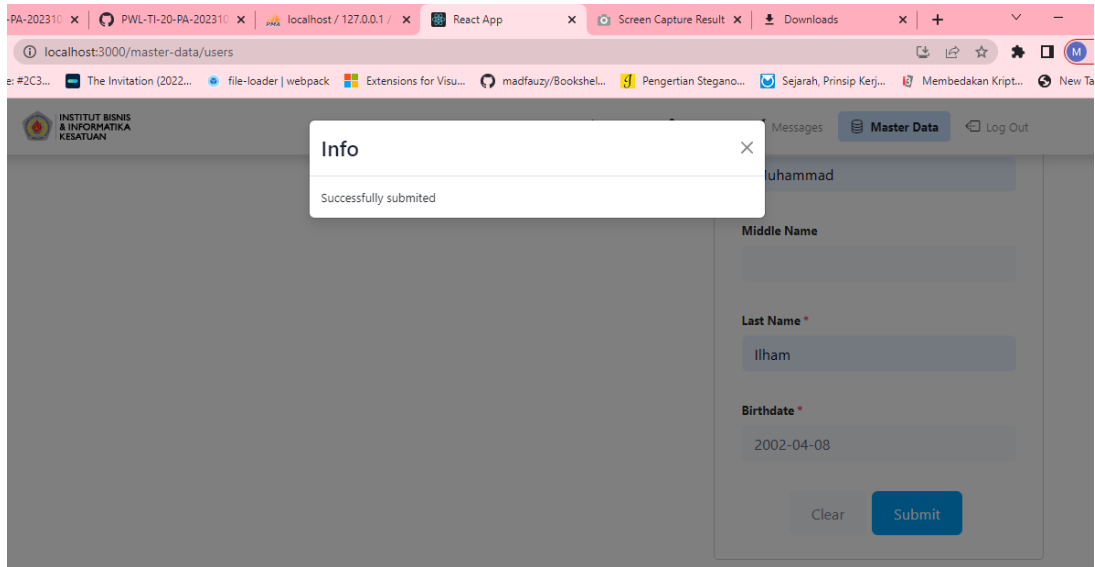 -PA-202310
PWL-TI-20-PA-202310
localhost / 127.0.0.1 /
React App
Screen Capture Result
Downloads
localhost:3000/master-data/users
e: #2C3...
The Invitation (2022...
file-loader | webpack
Extensions for Visu...
madfauzy/Bookshel...
Pengertian Stegano...
Sejarah, Prinsip Kerj...
Membedakan Kript...
New Ta
M
INSTITUT BISNIS
& INFORMATIKA
KESATUAN
Messages
Master Data
Log Out
Info
Successfully submited
uhammad
Middle Name
Last Name *
Ilham
Birthdate *
2002-04-08
Clear
Submit